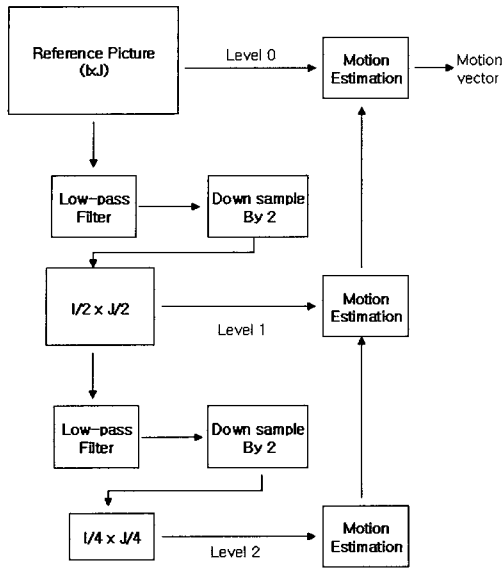 Reference Picture
(IxJ)
Level 0
Motion
Estimation
Motion
vector
Low-pass
Filter
Down sample
By 2
I/2 x J/2
Level 1
Motion
Estimation
Low-pass
Filter
Down sample
By 2
I/4 x J/4
Level 2
Motion
Estimation